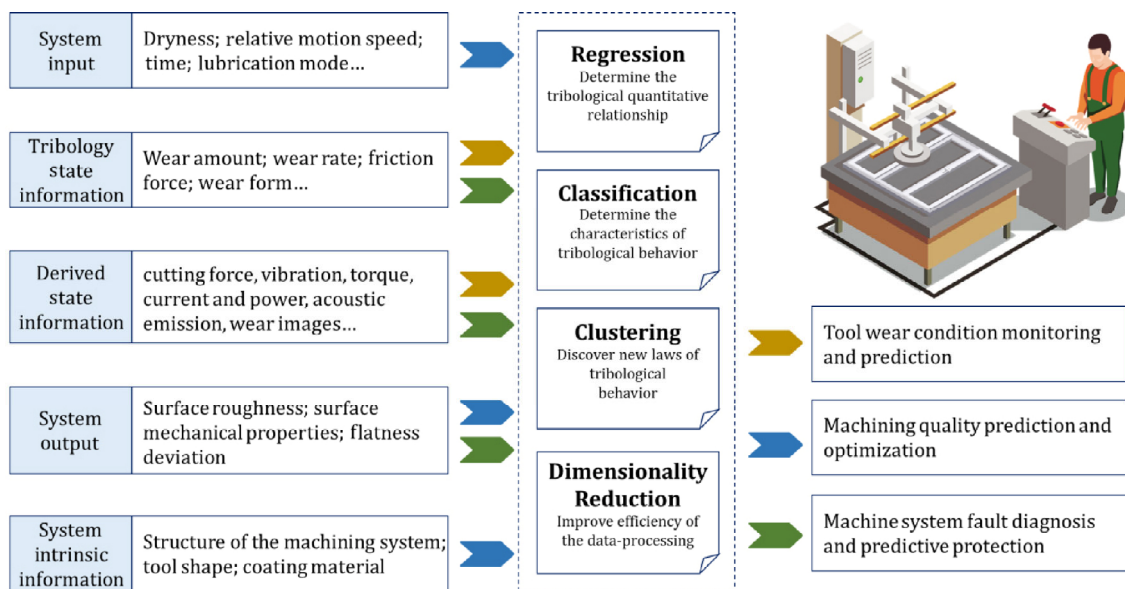 System
input
Dryness; relative motion speed;
time; lubrication mode…
Tribology
state
information
Wear amount; wear rate; friction
force; wear form…
Derived
state
information
cutting force, vibration, torque,
current and power, acoustic
emission, wear images…
System
output
Surface roughness; surface
mechanical properties; flatness
deviation
System
intrinsic
information
Structure of the machining system;
tool shape; coating material
Regression
Determine the
tribological quantitative
relationship
Classification
Determine the
characteristics of
tribological behavior
Clustering
Discover new laws of
tribological
behavior
Dimensionality
Reduction
Improve efficiency of
the data-processing
Tool wear condition monitoring
and prediction
Machining quality prediction and
optimization
Machine system fault diagnosis
and predictive protection